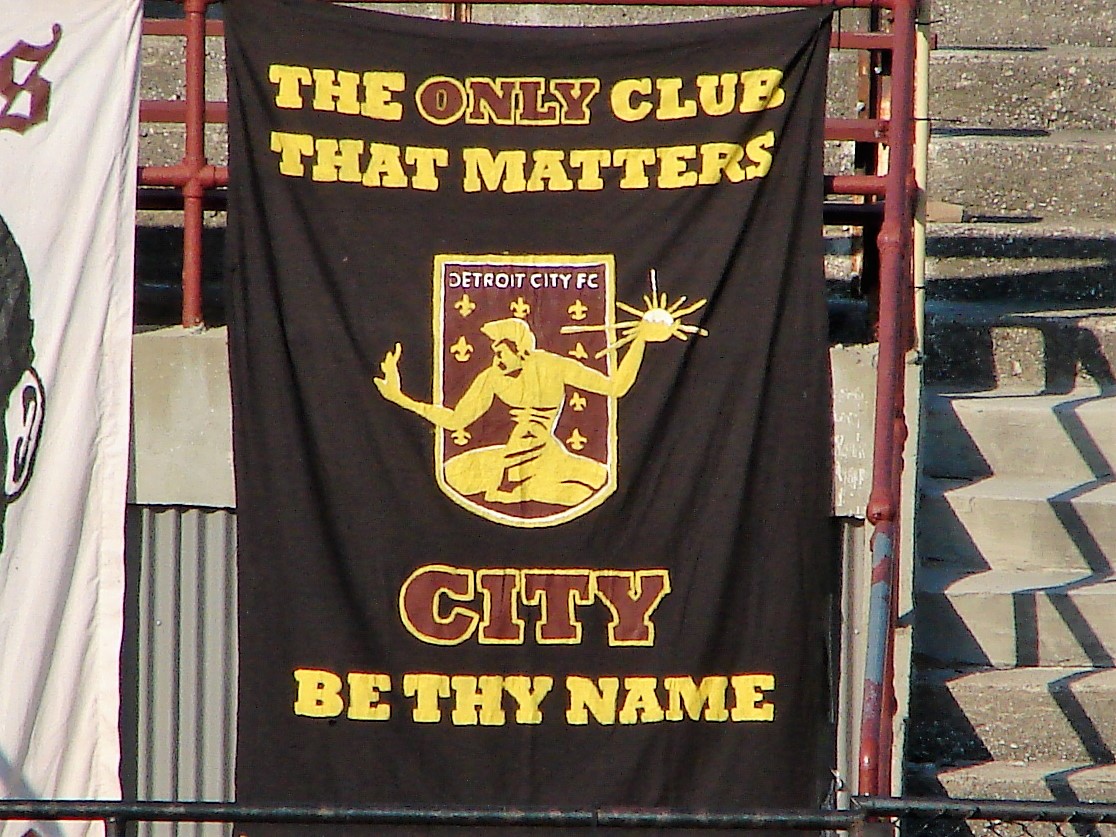 s
THE ONLY CLUB
THAT MATTERS
DETROIT CITY FC
CITY
BE THY NAME